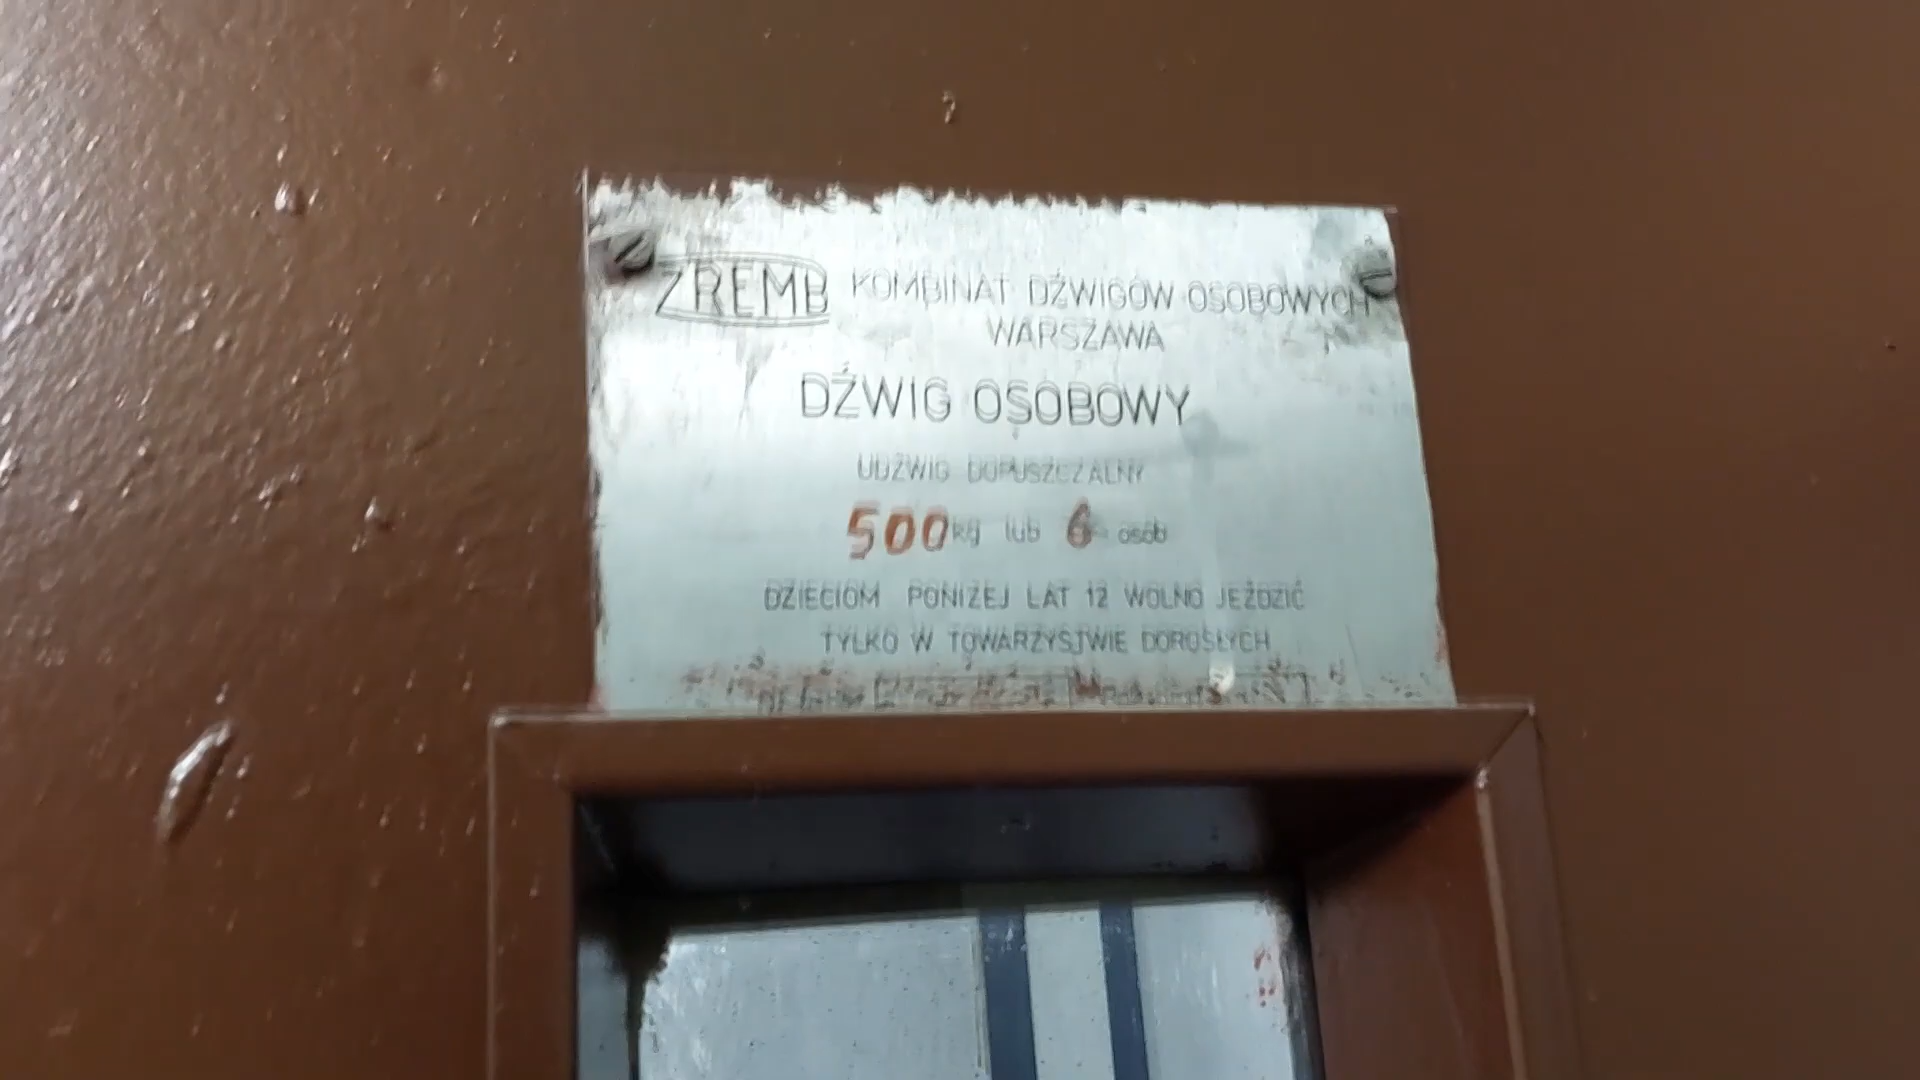 ZREMB KOMBINAT DŹWIGÓW OSOBOWYCH
WARSZAWA
DŹWIG OSOBOWY
UDŹWIG DOPUSZCZALNY
500 kg lub 6 osób
DZIECIOM PONIŻEJ LAT 12 WOLNO JEŹDZIĆ
TYLKO W TOWARZYSTWIE DOROSŁYCH